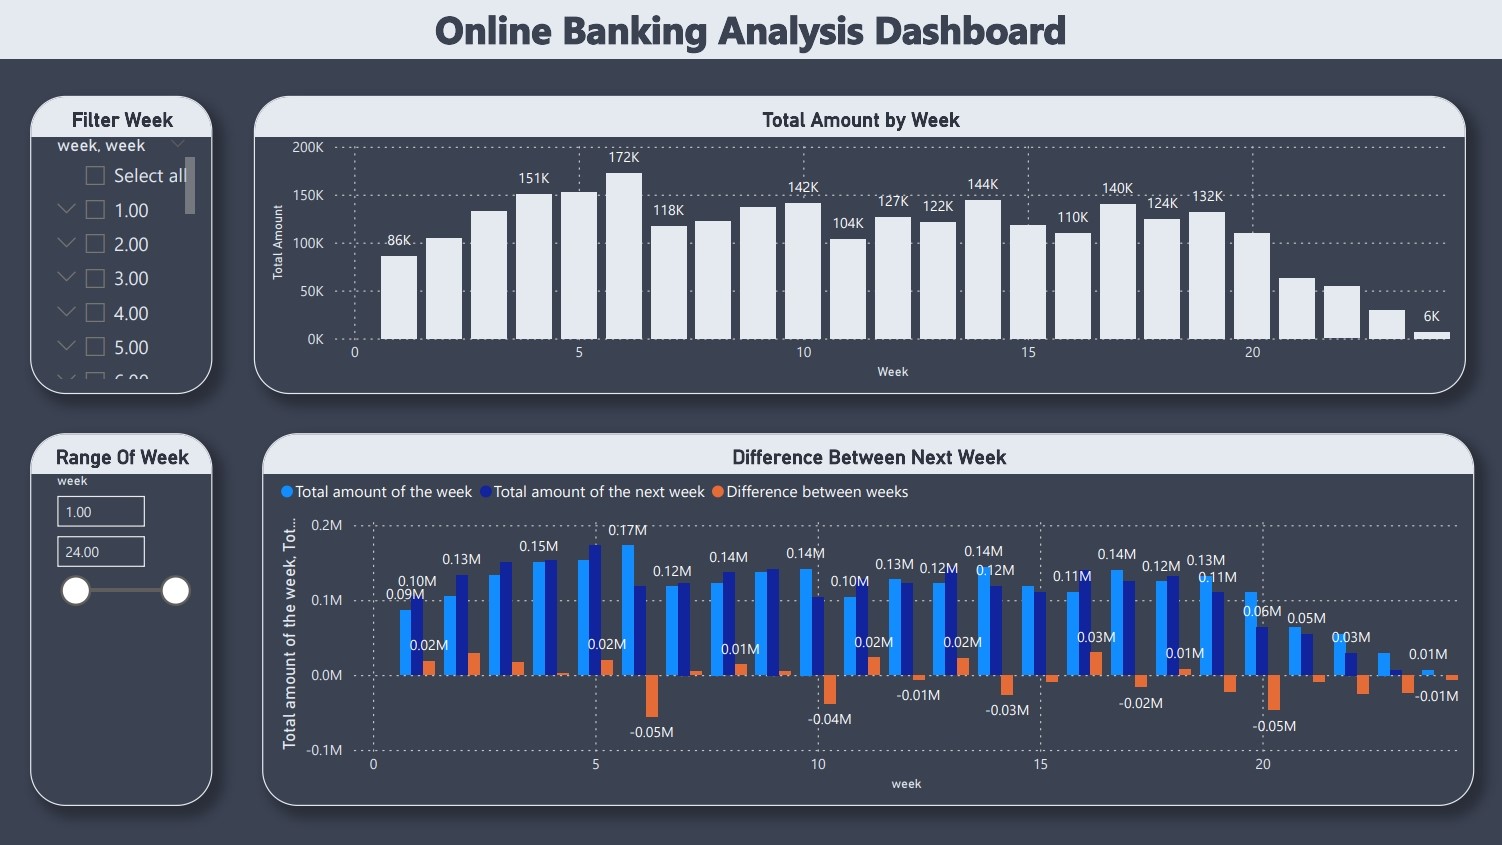 Online Banking Analysis Dashboard
Filter Week
week, week
Select all
1.00
2.00
3.00
4.00
5.00
6.00
Total Amount by Week
Total Amount
200K
150K
100K
50K
0K
86K
151K
172K
118K
142K
104K
127K
122K
144K
110K
140K
124K
132K
6K
0 5 10 15 20
Week
Range Of Week
week
1.00
24.00
Difference Between Next Week
Total amount of the week Total amount of the next week Difference between weeks
Total amount of the week, Tot...
0.2M
0.1M
0.0M
-0.1M
0.09M
0.10M
0.02M
0.13M
0.15M
0.02M
0.17M
-0.05M
0.12M
0.14M
0.01M
0.14M
-0.04M
0.10M
0.02M
0.13M
-0.01M
0.12M
0.02M
0.14M
0.12M
-0.03M
0.11M
0.03M
0.14M
-0.02M
0.12M
0.01M
0.13M
0.11M
0.06M
-0.05M
0.05M
0.03M
0.01M
-0.01M
0 5 10 15 20
week